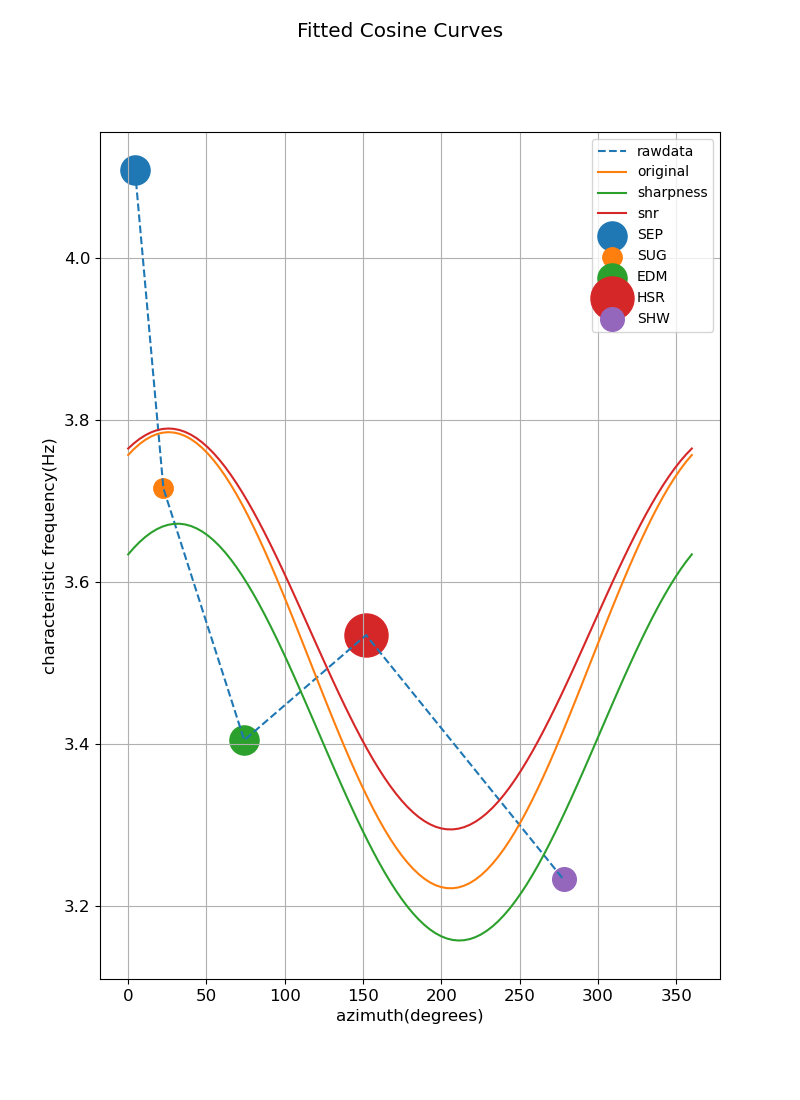 Fitted Cosine Curves
rawdata
original
sharpness
snr
SEP
SUG
EDM
HSR
SHW
characteristic frequency(Hz)
4.0
3.8
3.6
3.4
3.2
0 50 100 150 200 250 300 350
azimuth(degrees)